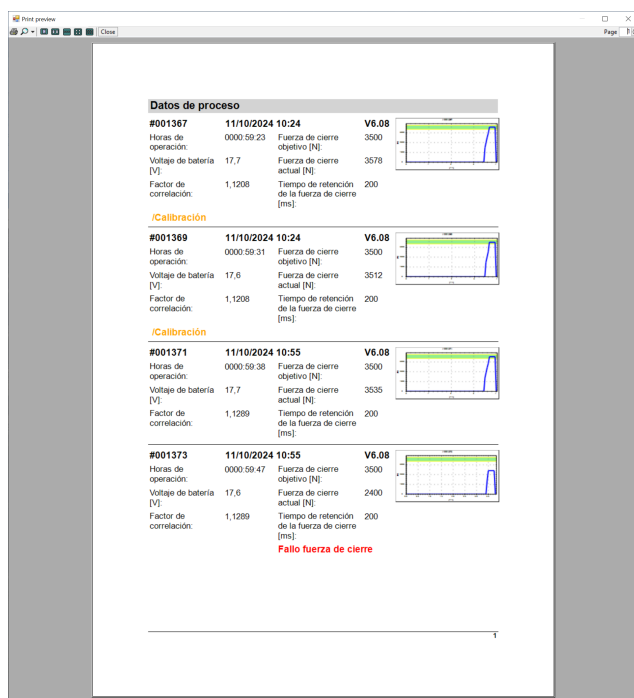 Print preview
Close
Page
Datos de proceso
#001367 11/10/2024 10:24 V6.08
Horas de operación: 0000:59:23 Fuerza de cierre objetivo [N]: 3500
Voltaje de batería [V]: 17,7 Fuerza de cierre actual [N]: 3578
Factor de correlación: 1,1208 Tiempo de retención de la fuerza de cierre [ms]: 200
/Calibración
#001369 11/10/2024 10:24 V6.08
Horas de operación: 0000:59:31 Fuerza de cierre objetivo [N]: 3500
Voltaje de batería [V]: 17,6 Fuerza de cierre actual [N]: 3512
Factor de correlación: 1,1208 Tiempo de retención de la fuerza de cierre [ms]: 200
/Calibración
#001371 11/10/2024 10:55 V6.08
Horas de operación: 0000:59:38 Fuerza de cierre objetivo [N]: 3500
Voltaje de batería [V]: 17,7 Fuerza de cierre actual [N]: 3535
Factor de correlación: 1,1289 Tiempo de retención de la fuerza de cierre [ms]: 200
#001373 11/10/2024 10:55 V6.08
Horas de operación: 0000:59:47 Fuerza de cierre objetivo [N]: 3500
Voltaje de batería [V]: 17,6 Fuerza de cierre actual [N]: 2400
Factor de correlación: 1,1289 Tiempo de retención de la fuerza de cierre [ms]: 200
Fallo fuerza de cierre
1